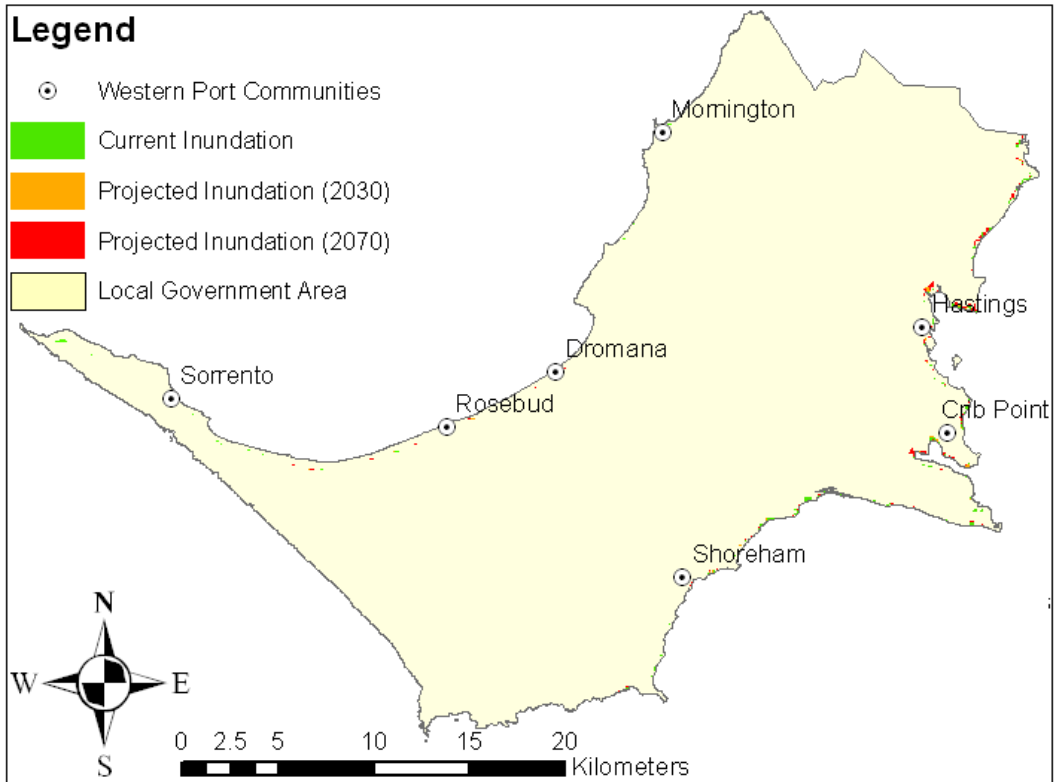 Legend
Western Port Communities
Current Inundation
Projected Inundation (2030)
Projected Inundation (2070)
Local Government Area
Mornington
Hastings
Dromana
Sorrento
Rosebud
Crib Point
Shoreham
N
W E
S
0 2.5 5 10 15 20
Kilometers